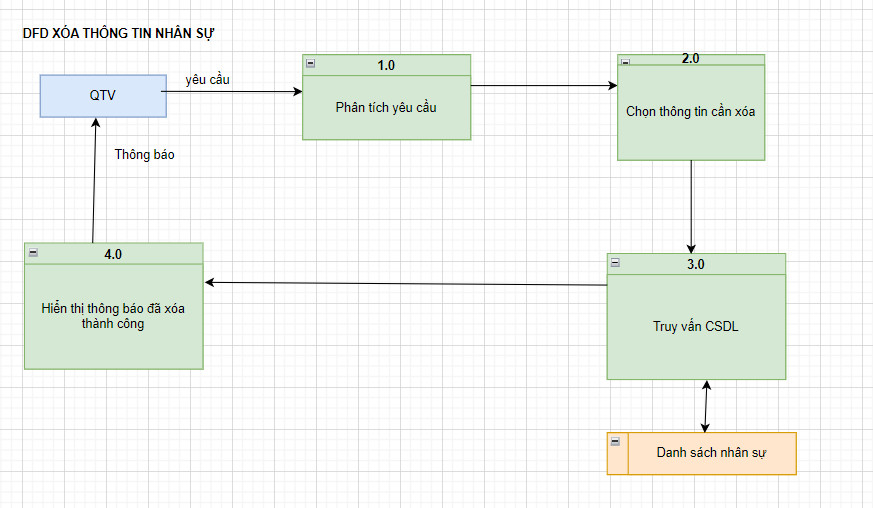 DFD XÓA THÔNG TIN NHÂN SỰ
QTV
yêu cầu
1.0
Phân tích yêu cầu
2.0
Chọn thông tin cần xóa
Thông báo
4.0
Hiển thị thông báo đã xóa
thành công
3.0
Truy vấn CSDL
Danh sách nhân sự